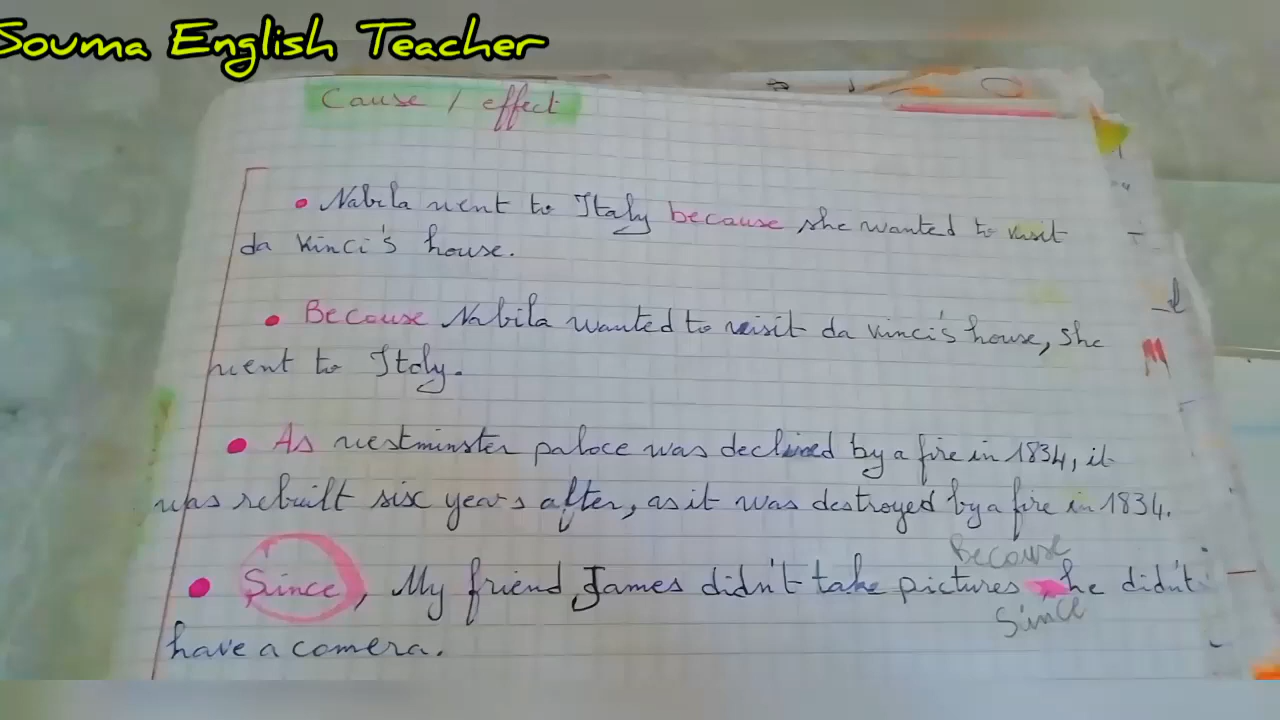 Souma English Teacher
Cause / effect
• Nabila went to Italy because she wanted to visit
da Vinci's house.
• Because Nabila wanted to visit da Vinci's house, she
went to Italy.
• As westminster palace was by a fire in 1834, it
was rebuilt six years after, as it was destroyed by a fire in 1834.
Because
• Since, My friend James didn't take pictures, he didn't
Since
have a camera.